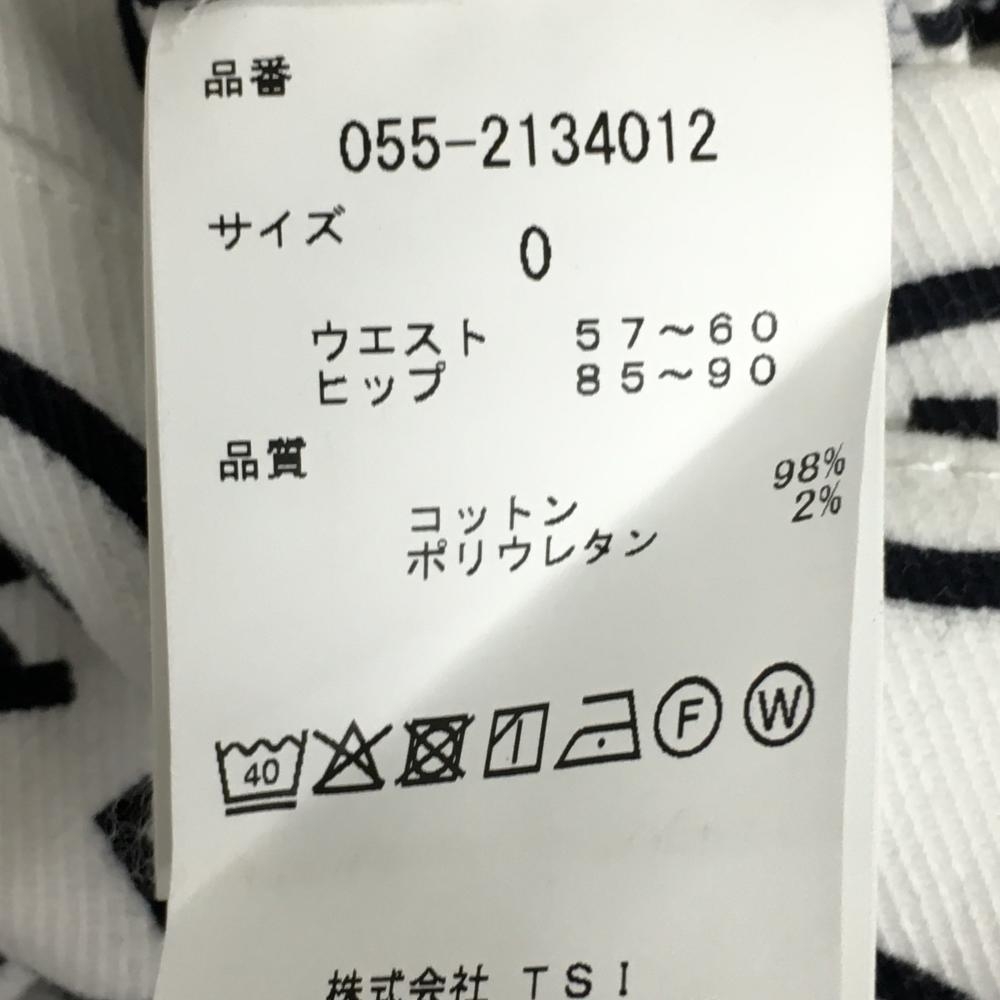 品番
055-2134012
サイズ 0
ウエスト 57～60
ヒップ 85～90
品質
コットン 98%
ポリウレタン 2%
40 F W
株式会社 TSI